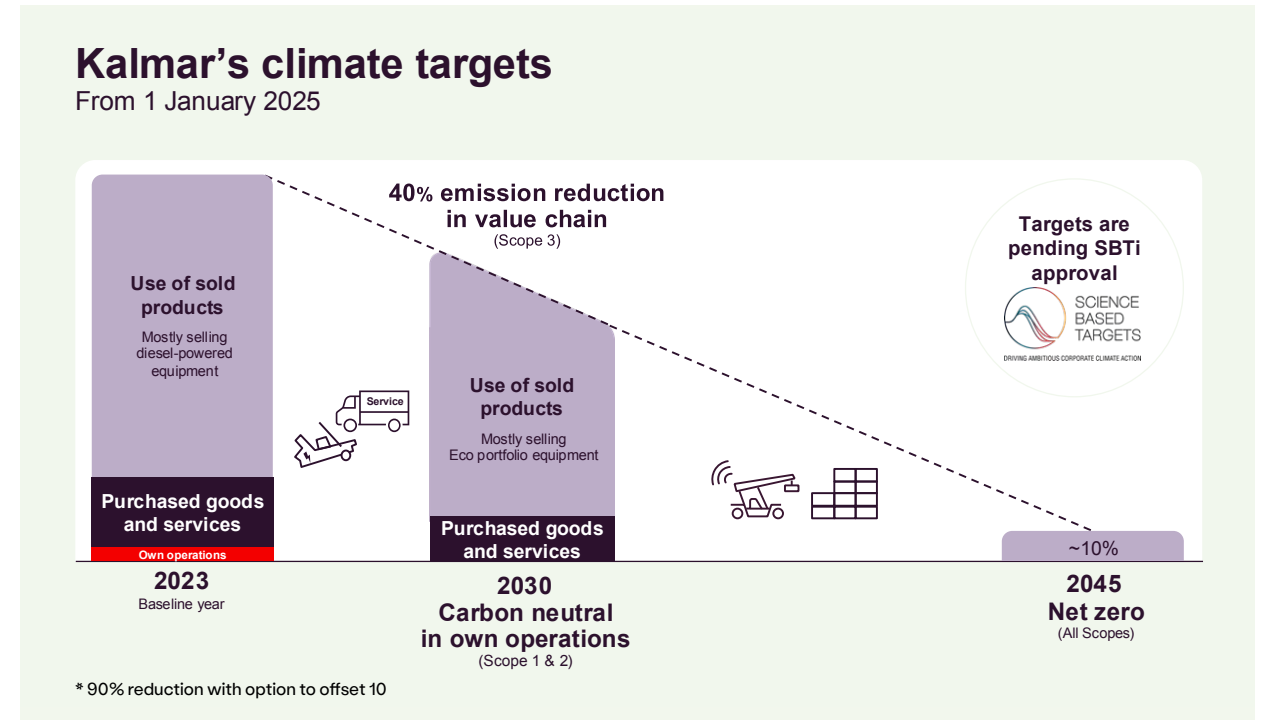 Kalmar’s climate targets
From 1 January 2025
40% emission reduction
in value chain
(Scope 3)
Targets are
pending SBTi
approval
SCIENCE
BASED
TARGETS
DRIVING AMBITIOUS CORPORATE CLIMATE ACTION
Use of sold
products
Mostly selling
diesel-powered
equipment
Service
Use of sold
products
Mostly selling
Eco portfolio equipment
Purchased goods
and services
Own operations
Purchased goods
and services
~10%
2023
Baseline year
2030
Carbon neutral
in own operations
(Scope 1 & 2)
2045
Net zero
(All Scopes)
* 90% reduction with option to offset 10